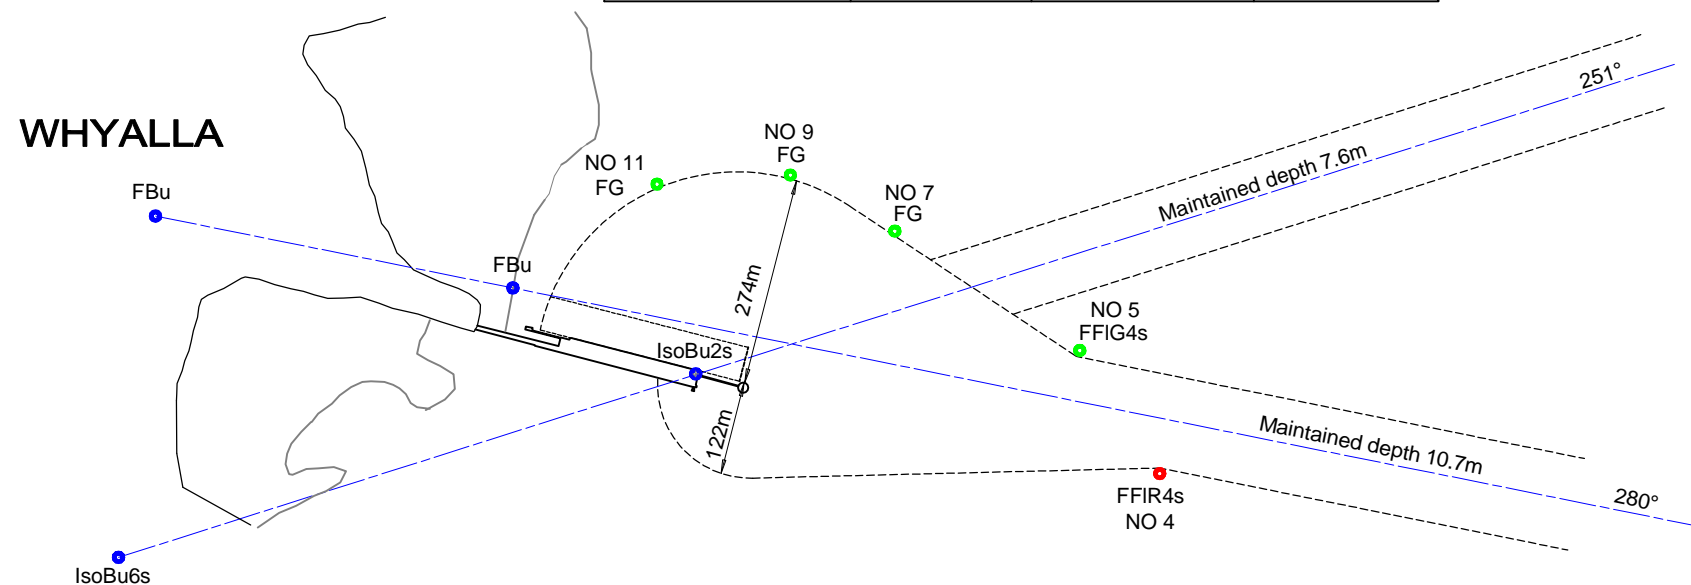 WHYALLA
251°
NO 9
FG
NO 11
FG
Maintained depth 7.6m
FBu
NO 7
FG
FBu
274m
NO 5
FFlG4s
IsoBu2s
122m
Maintained depth 10.7m
FFlR4s
NO 4
280°
IsoBu6s